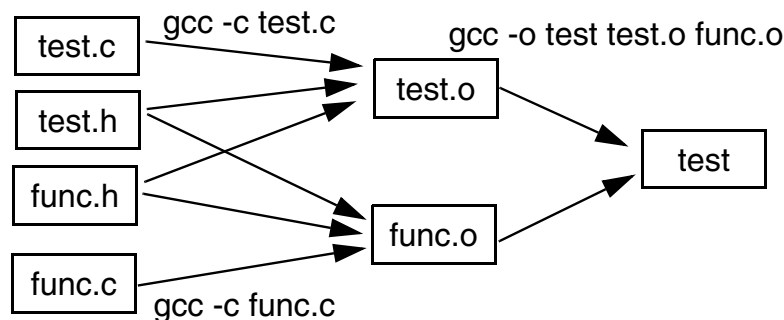 gcc -c test.c
gcc -o test test.o func.o
test.c
test.o
test.h
test
func.h
func.o
func.c
gcc -c func.c